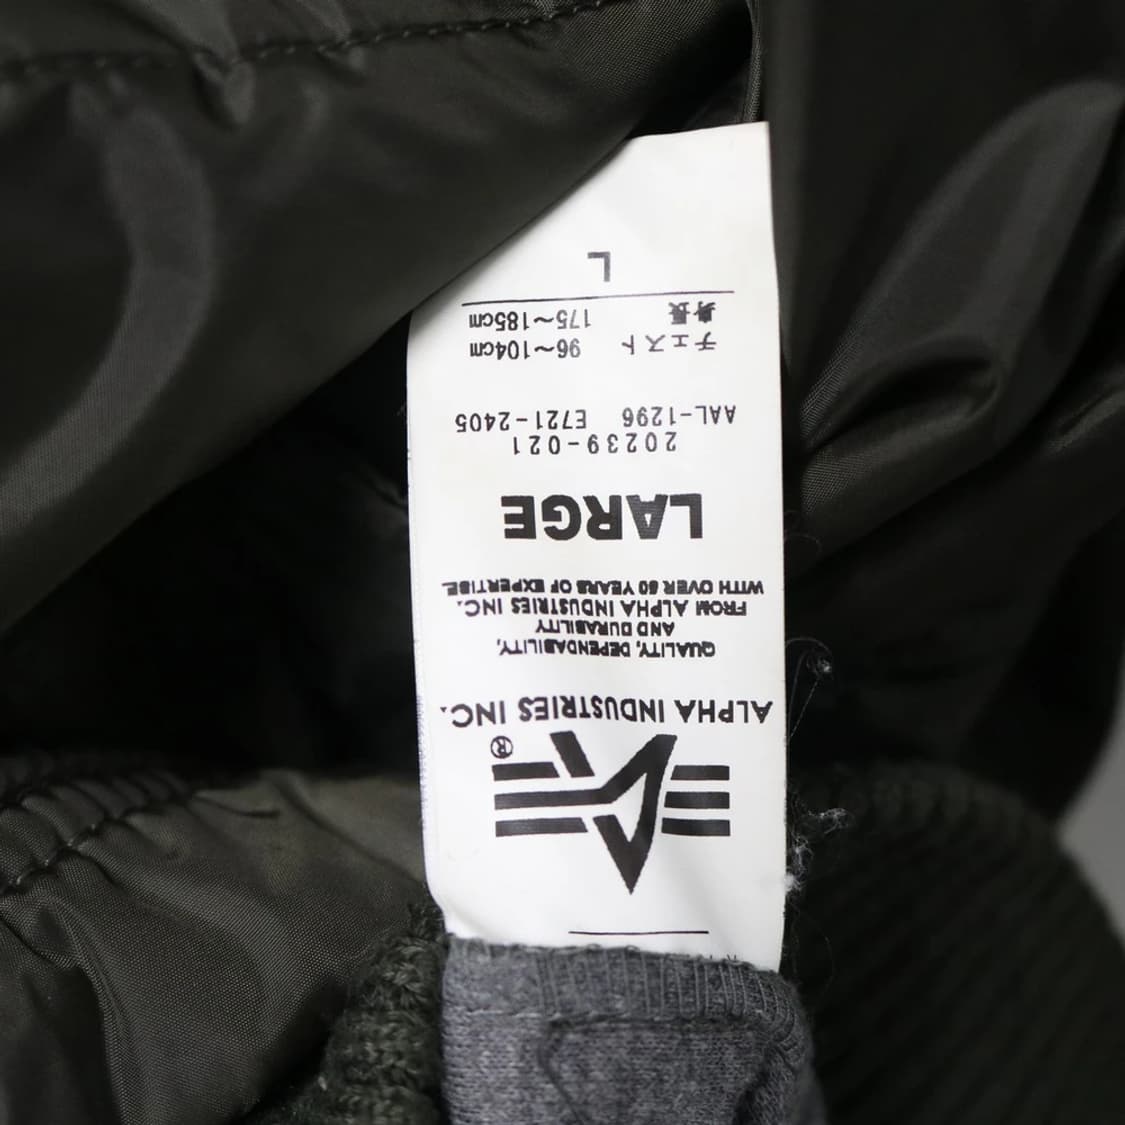 ALPHA INDUSTRIES INC.
®
QUALITY, DEPENDABILITY,
AND DURABILITY
FROM ALPHA INDUSTRIES INC.
WITH OVER 50 YEARS OF EXPERTISE.
LARGE
20239-021
AAL-1296 E721-2405
チェスト 96~104cm
身長 175~185cm
L